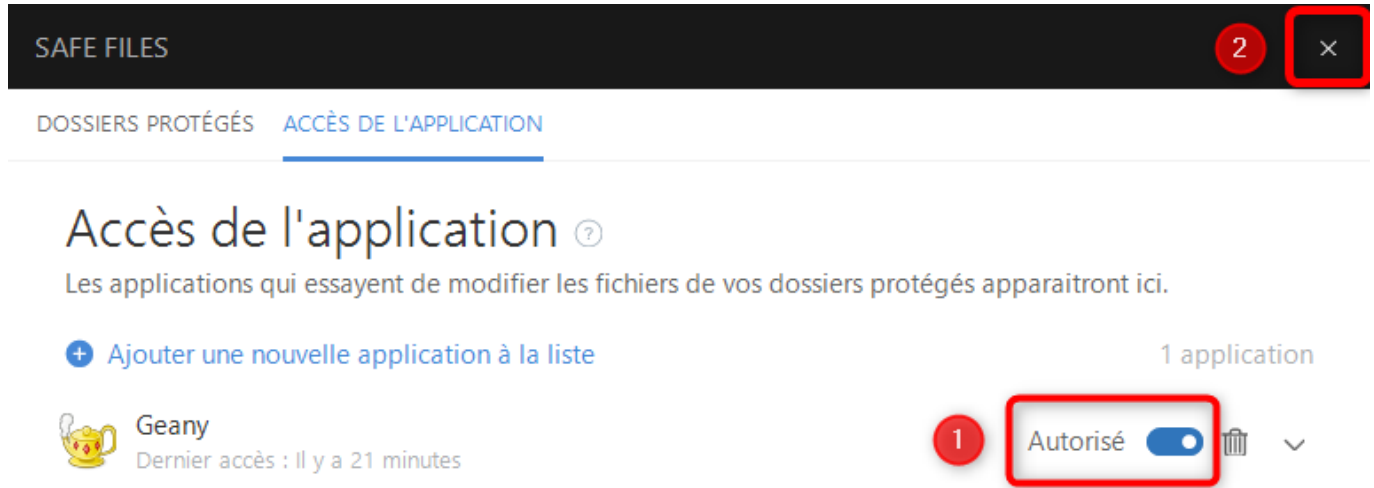 SAFE FILES
2
×
DOSSIERS PROTÉGÉS ACCÈS DE L'APPLICATION
Accès de l'application ?
Les applications qui essayent de modifier les fichiers de vos dossiers protégés apparaitront ici.
+ Ajouter une nouvelle application à la liste
1 application
Geany
1
Autorisé
Dernier accès : Il y a 21 minutes